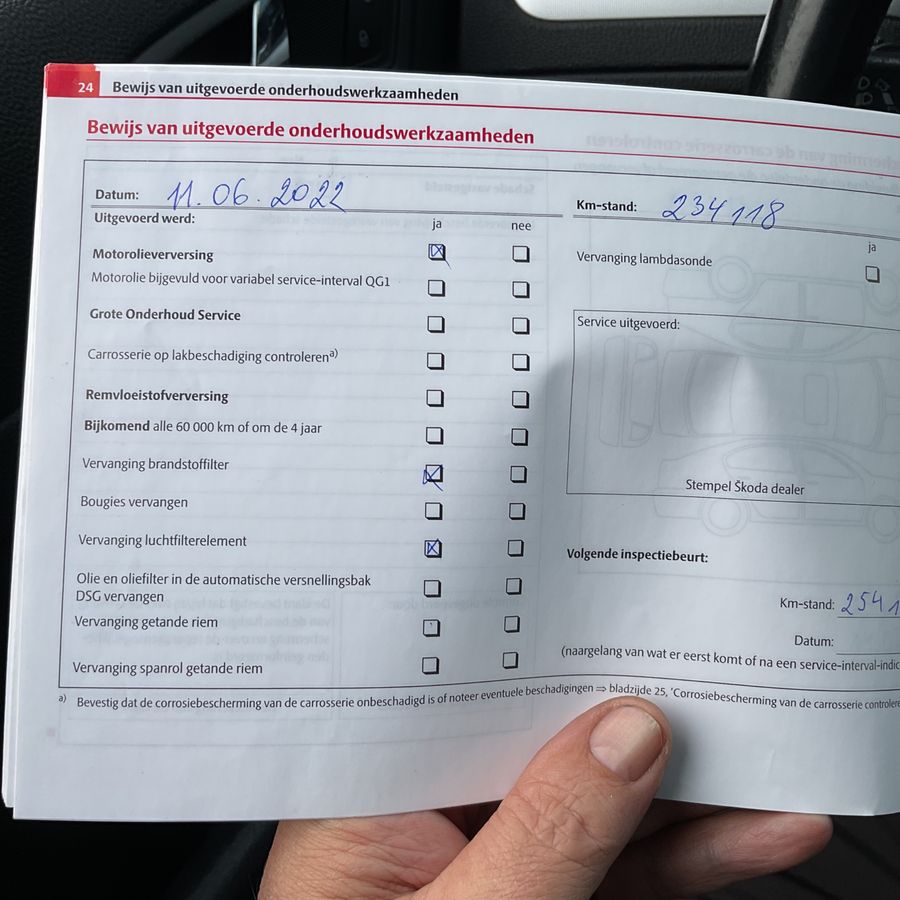 24 Bewijs van uitgevoerde onderhoudswerkzaamheden
Bewijs van uitgevoerde onderhoudswerkzaamheden
Datum: 11.06.2022
Km-stand: 234118
Uitgevoerd werd: ja nee
Motorolieverversing
Motorolie bijgevuld voor variabel service-interval QG1
Grote Onderhoud Service
Carrosserie op lakbeschadiging controleren a)
Remvloeistofverversing
Bijkomend alle 60 000 km of om de 4 jaar
Vervanging brandstoffilter
Bougies vervangen
Vervanging luchtfilterelement
Olie en oliefilter in de automatische versnellingsbak
DSG vervangen
Vervanging getande riem
Vervanging spanrol getande riem
ja
Vervanging lambdasonde
Service uitgevoerd:
Stempel Škoda dealer
Volgende inspectiebeurt:
Km-stand: 2541
Datum:
(naargelang van wat er eerst komt of na een service-interval-indic
a) Bevestig dat de corrosiebescherming van de carrosserie onbeschadigd is of noteer eventuele beschadigingen ⇒ bladzijde 25, "Corrosiebescherming van de carrosserie controlere